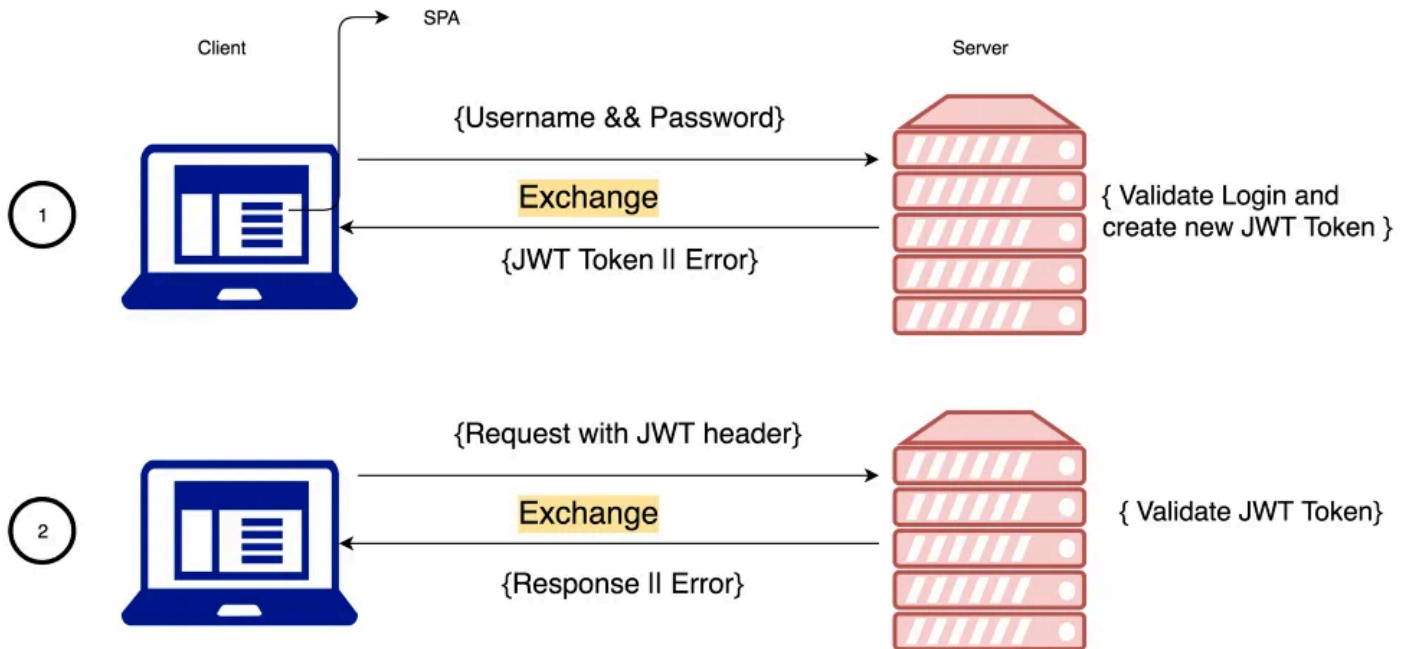 SPA
Client
Server
{Username && Password}
1
Exchange
{ Validate Login and
create new JWT Token }
{JWT Token || Error}
{Request with JWT header}
2
Exchange
{ Validate JWT Token}
{Response || Error}